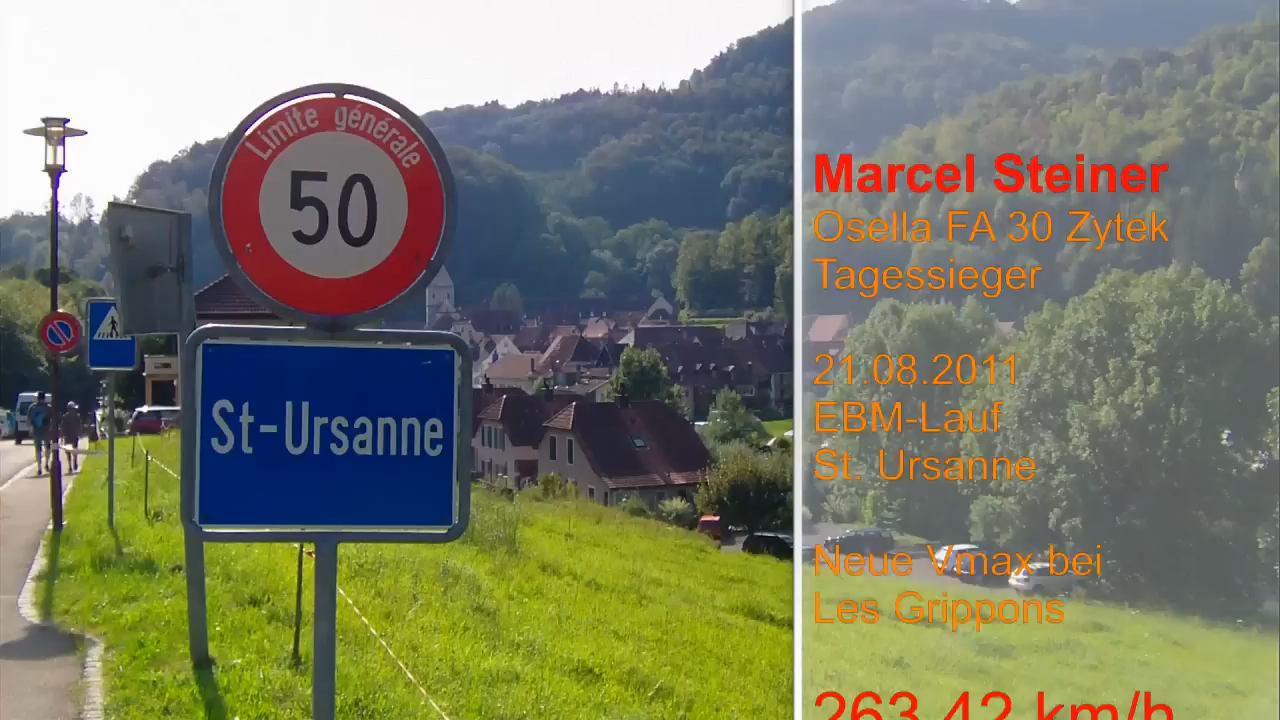 Limite générale
50
St-Ursanne
Marcel Steiner
Osella FA 30 Zytek
Tagessieger
21.08.2011
EBM-Lauf
St. Ursanne
Neue Vmax bei
Les Grippons
263,42 km/h